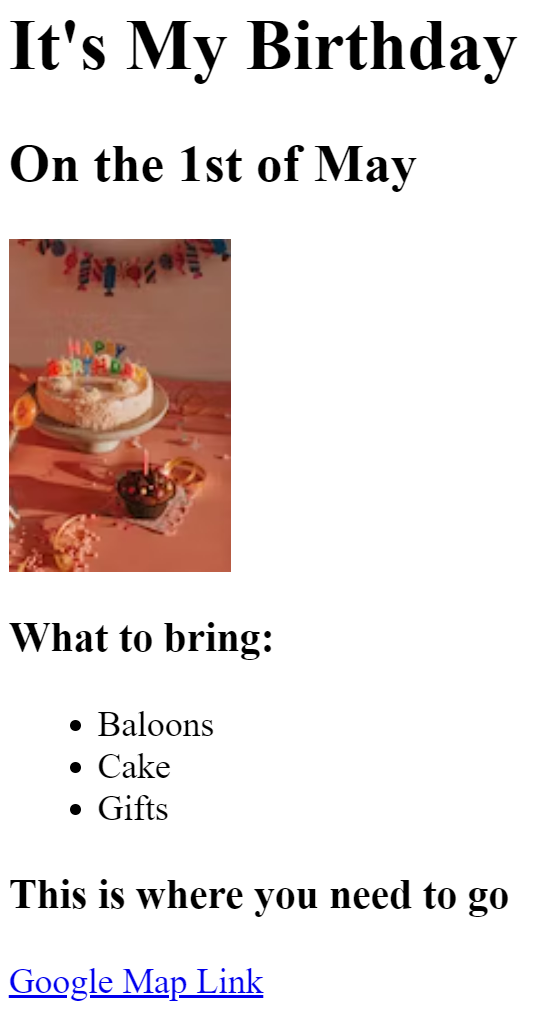 It's My Birthday
On the 1st of May
HAPPY
BIRTHDAY
What to bring:
Baloons
Cake
Gifts
This is where you need to go
Google Map Link